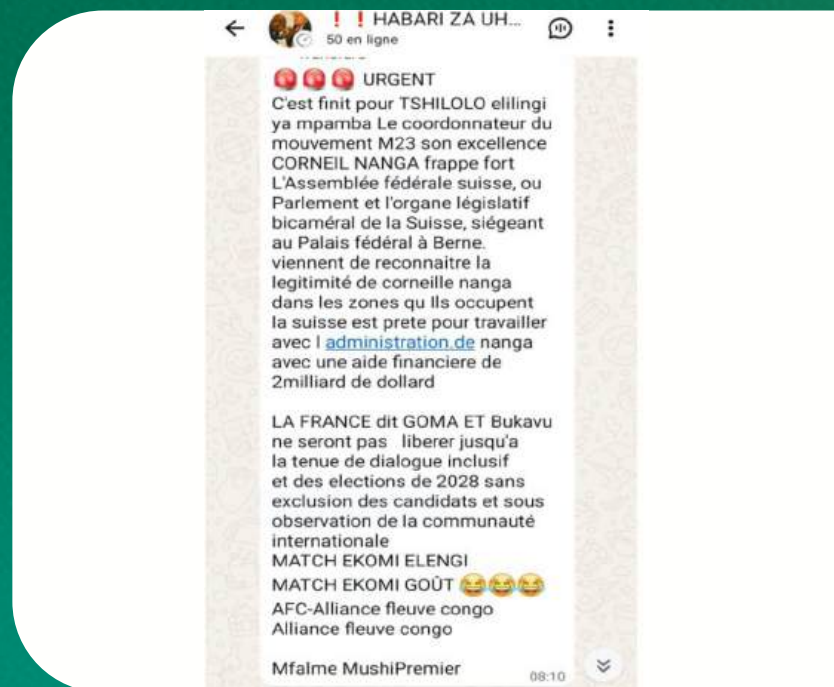 ❗❗HABARI ZA UH...
50 en ligne
🚨🚨🚨 URGENT
C'est finit pour TSHILOLO elilingi
ya mpamba Le coordonnateur du
mouvement M23 son excellence
CORNEIL NANGA frappe fort
L'Assemblée fédérale suisse, ou
Parlement et l'organe législatif
bicaméral de la Suisse, siégeant
au Palais fédéral à Berne.
viennent de reconnaitre la
legitimité de corneille nanga
dans les zones qu Ils occupent
la suisse est prete pour travailler
avec l administration.de nanga
avec une aide financiere de
2milliard de dollard
LA FRANCE dit GOMA ET Bukavu
ne seront pas liberer jusqu'a
la tenue de dialogue inclusif
et des elections de 2028 sans
exclusion des candidats et sous
observation de la communauté
internationale
MATCH EKOMI ELENGI
MATCH EKOMI GOÛT 😂😂😂
AFC-Alliance fleuve congo
Alliance fleuve congo
Mfalme MushiPremier
08:10